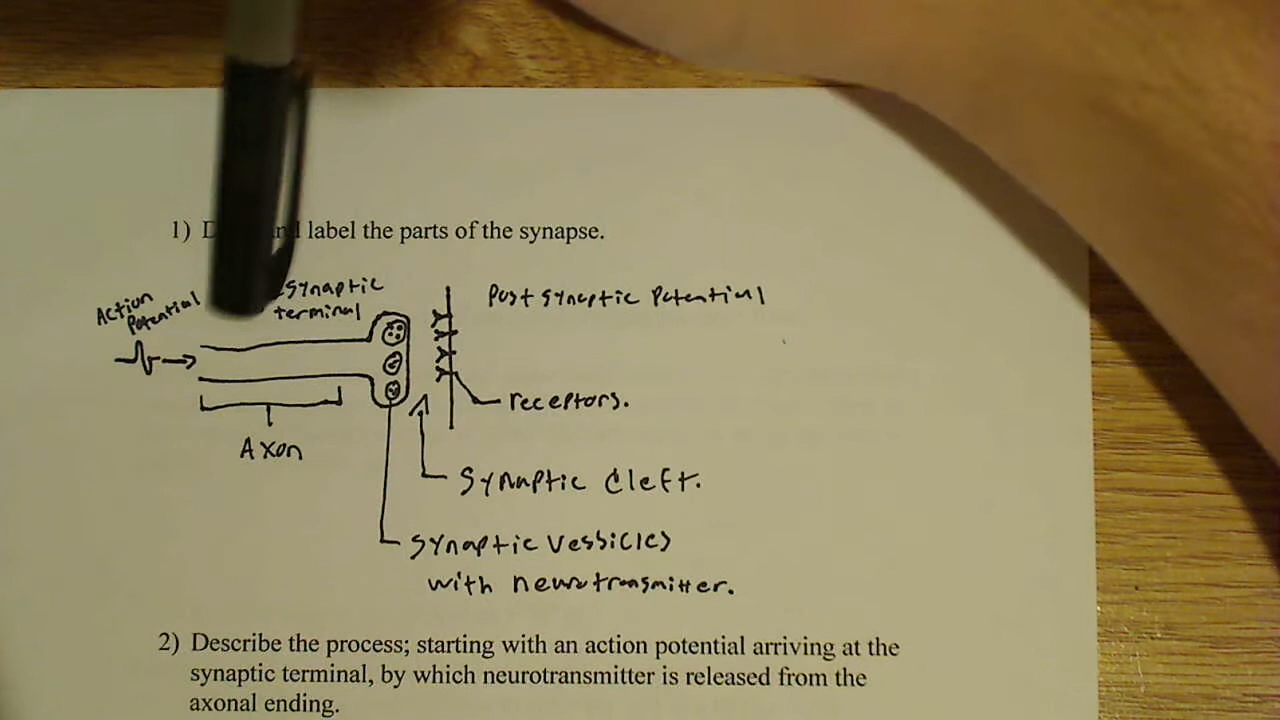 1) label the parts of the synapse.
Action
Potential
synaptic
terminal
Post synaptic Potential
receptors.
Axon
Synaptic Cleft.
Synaptic Vessicles
with neurotransmitter.
2) Describe the process; starting with an action potential arriving at the
synaptic terminal, by which neurotransmitter is released from the
axonal ending.